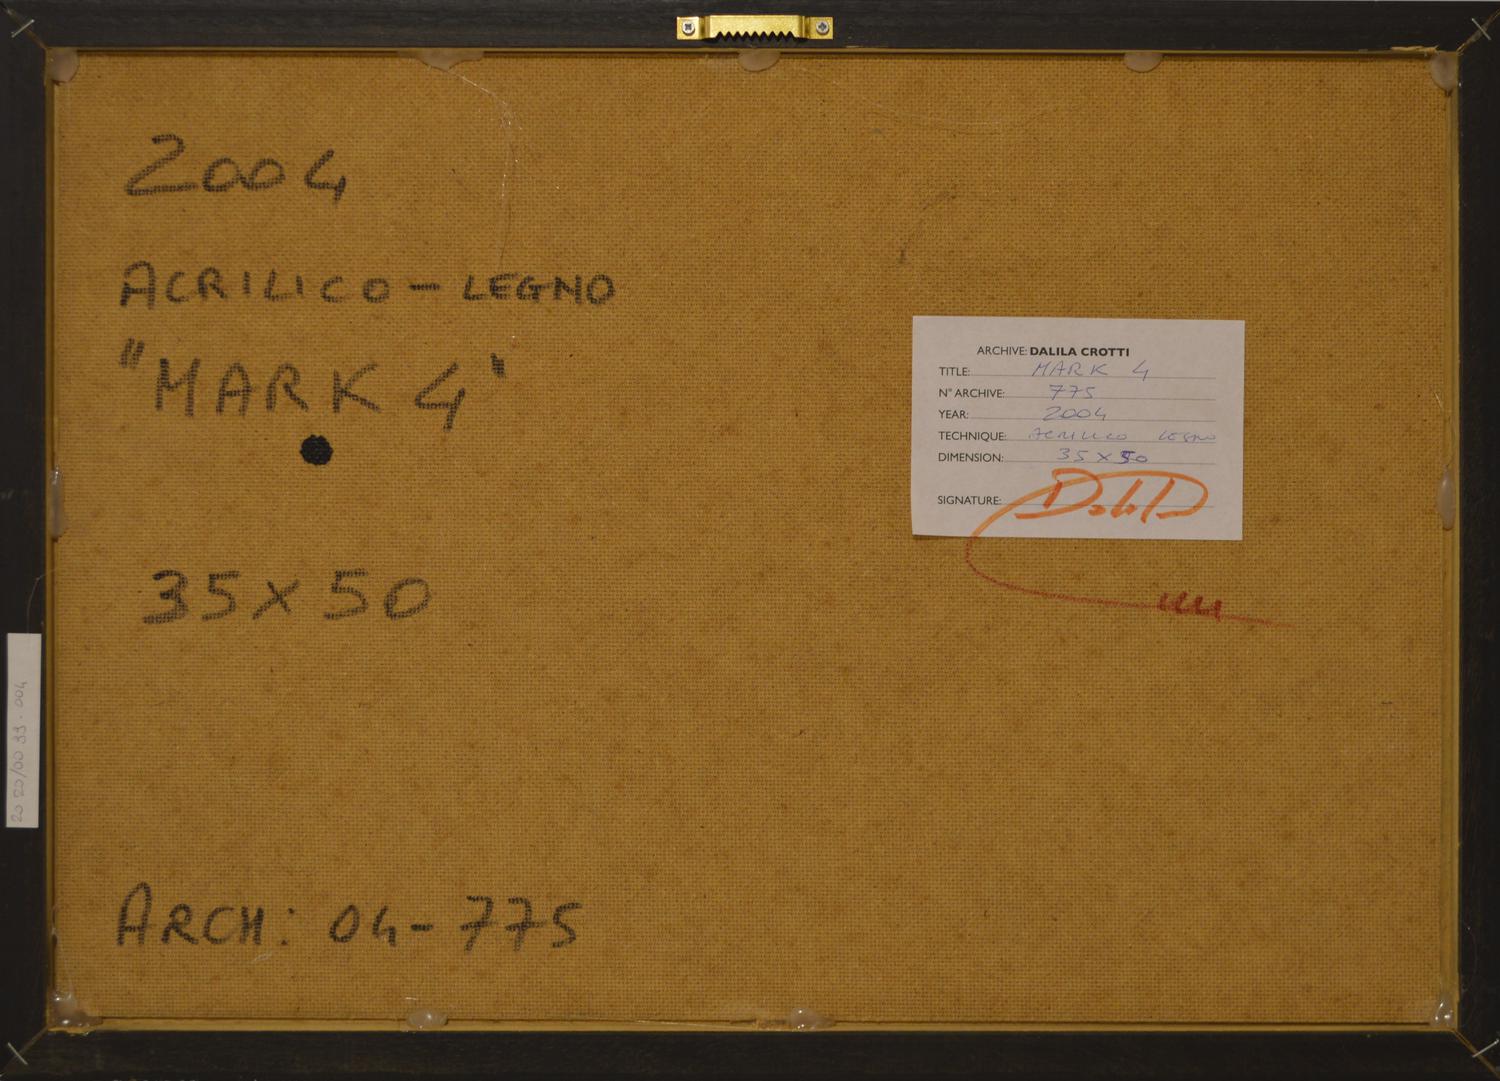 2004
ACRILICO - LEGNO
"MARK 4"
35 X 50
ARCH: 04-775
ARCHIVE: DALILA CROTTI
TITLE: MARK 4
N° ARCHIVE: 775
YEAR: 2004
TECHNIQUE: ACRILICO LEGNO
DIMENSION: 35 X 50
SIGNATURE: